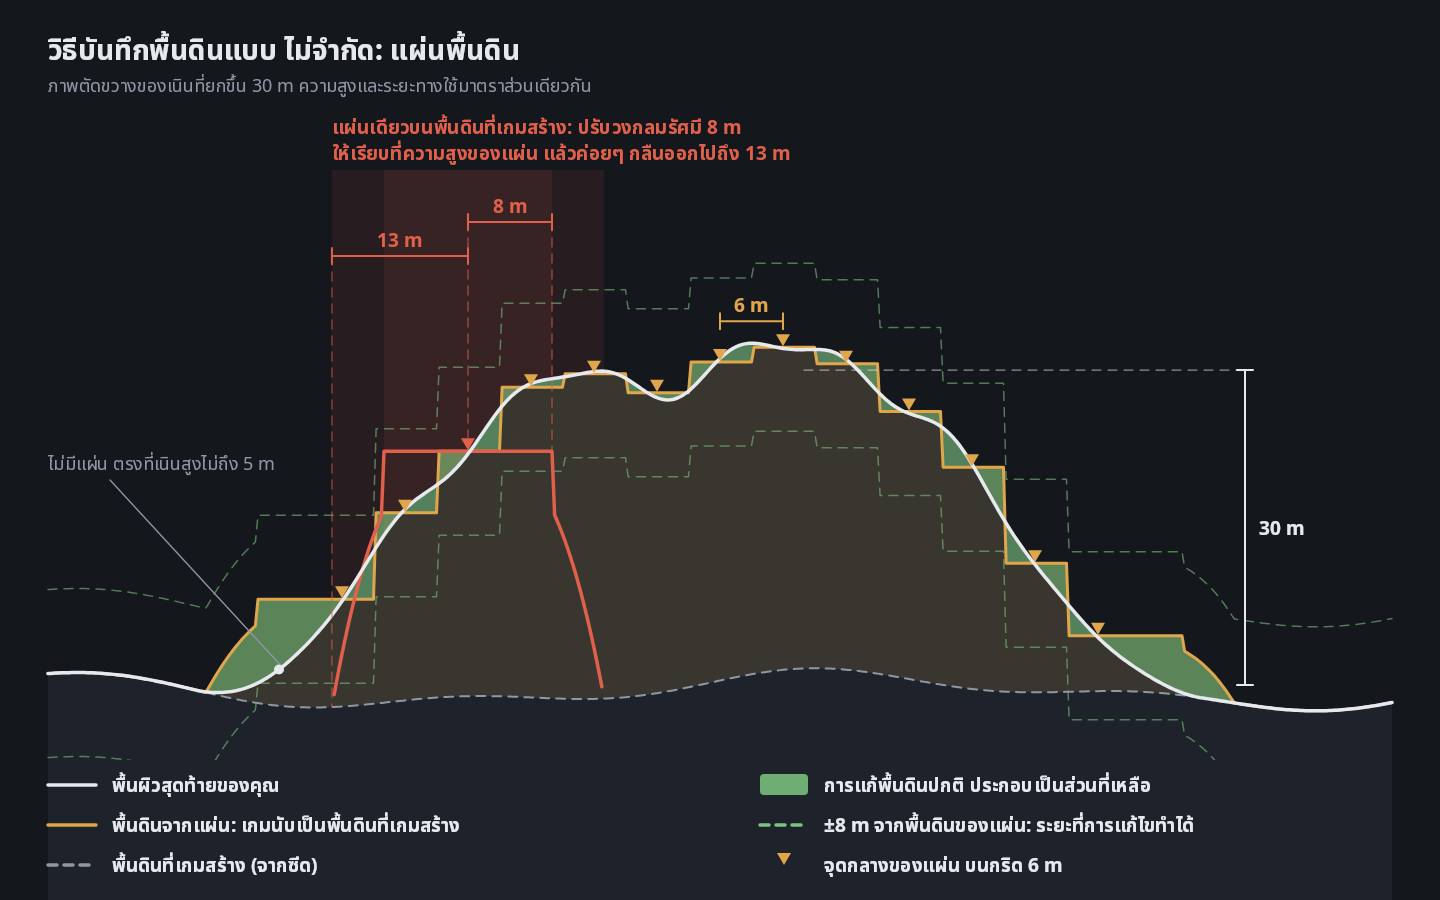 วิธีบันทึกพื้นดินแบบ ไม่จำกัด: แผ่นพื้นดิน
ภาพตัดขวางของเนินที่ยกขึ้น 30 m ความสูงและระยะทางใช้มาตราส่วนเดียวกัน
แผ่นเดียวบนพื้นดินที่เกมสร้าง: ปรับวงกลมรัศมี 8 m
ให้เรียบที่ความสูงของแผ่น แล้วค่อยๆ กลืนออกไปถึง 13 m
8 m
13 m
6 m
ไม่มีแผ่น ตรงที่เนินสูงไม่ถึง 5 m
30 m
พื้นผิวสุดท้ายของคุณ
การแก้พื้นดินปกติ ประกอบเป็นส่วนที่เหลือ
พื้นดินจากแผ่น: เกมนับเป็นพื้นดินที่เกมสร้าง
±8 m จากพื้นดินของแผ่น: ระยะที่การแก้ไขทำได้
พื้นดินที่เกมสร้าง (จากซีด)
จุดกลางของแผ่น บนกริด 6 m